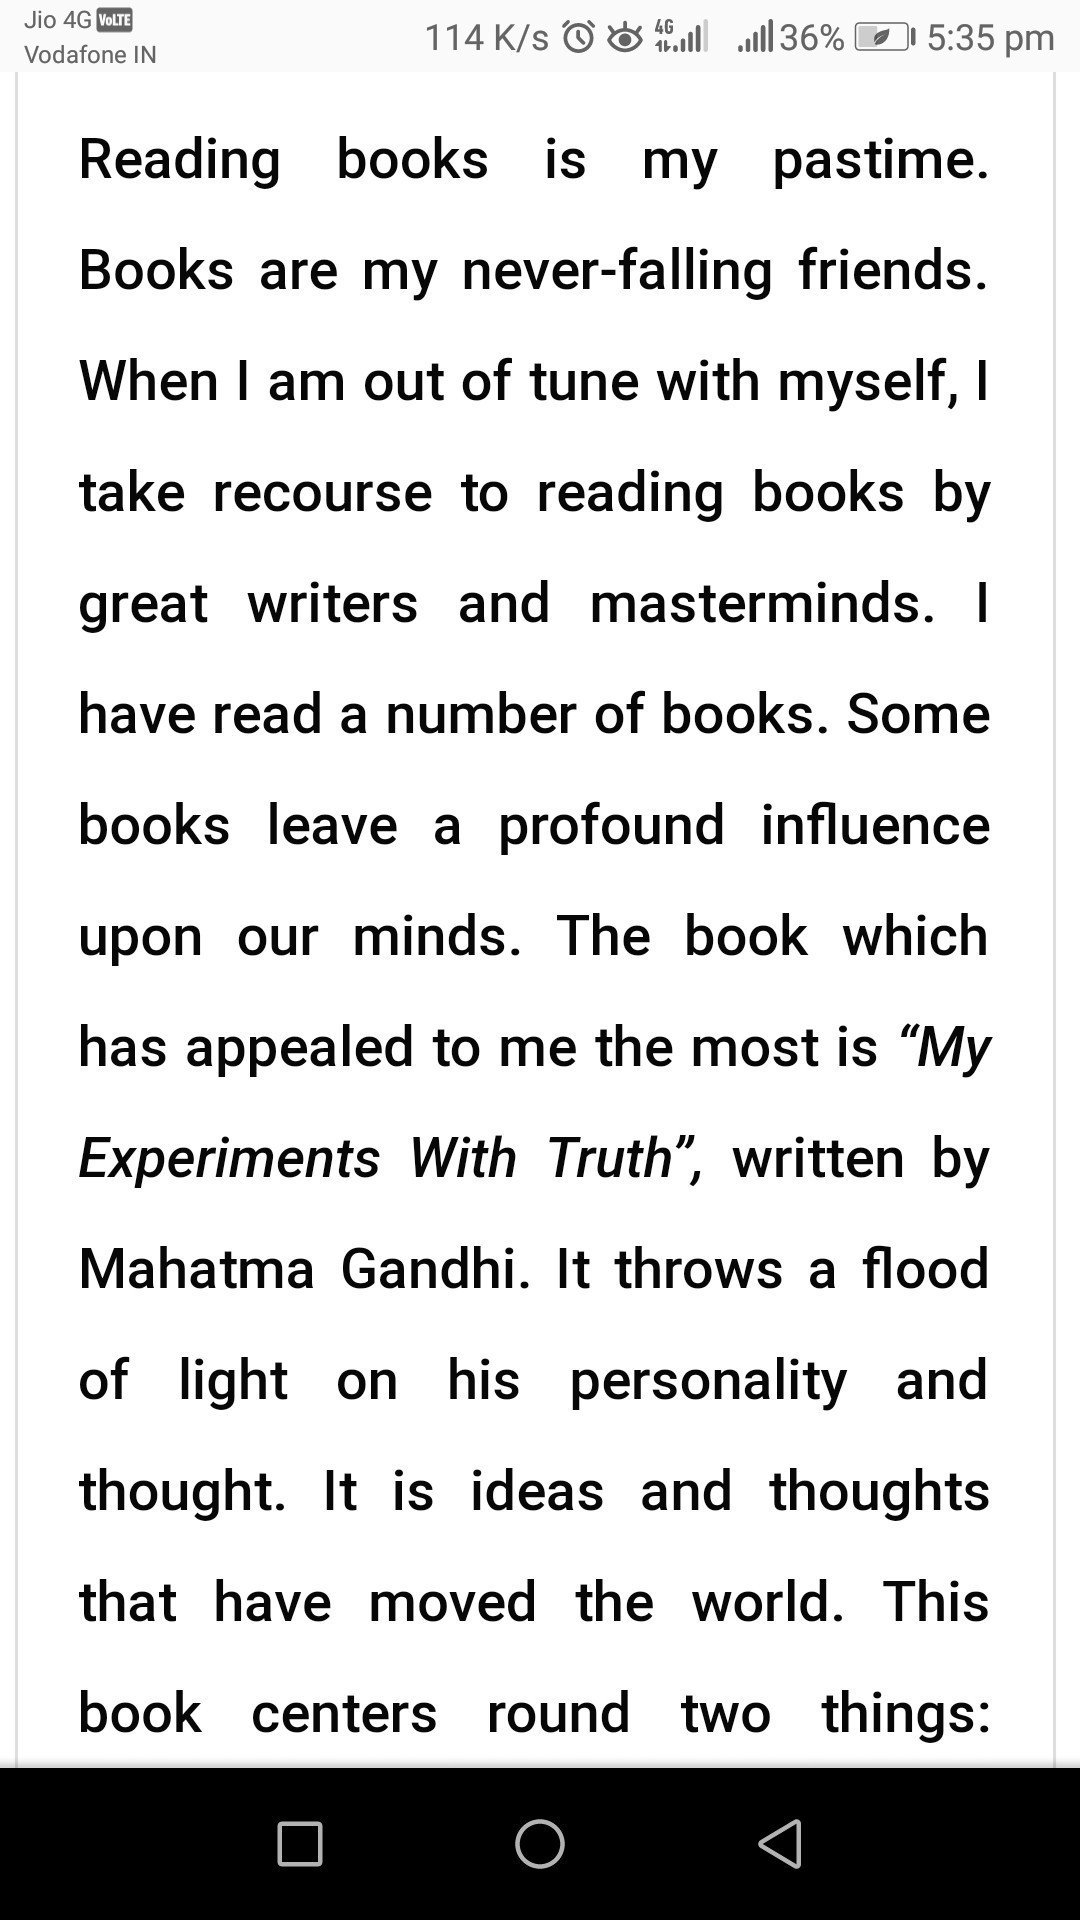 Jio 4G VoLTE
Vodafone IN
114 K/s 4G 36% 5:35 pm
Reading books is my pastime.
Books are my never-falling friends.
When I am out of tune with myself, I
take recourse to reading books by
great writers and masterminds. I
have read a number of books. Some
books leave a profound influence
upon our minds. The book which
has appealed to me the most is “My
Experiments With Truth”, written by
Mahatma Gandhi. It throws a flood
of light on his personality and
thought. It is ideas and thoughts
that have moved the world. This
book centers round two things: